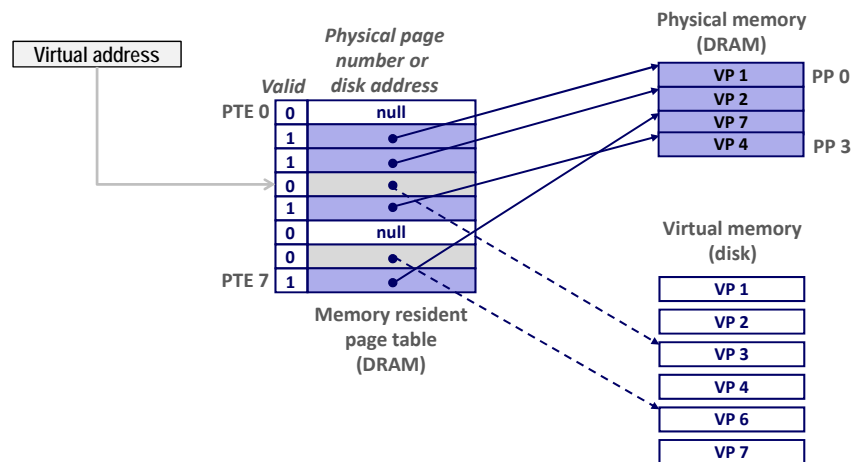 Virtual address
Physical page
number or
disk address
Valid
PTE 0
0
null
1
1
0
1
0
null
0
PTE 7
1
Memory resident
page table
(DRAM)
Physical memory
(DRAM)
VP 1
PP 0
VP 2
VP 7
VP 4
PP 3
Virtual memory
(disk)
VP 1
VP 2
VP 3
VP 4
VP 6
VP 7